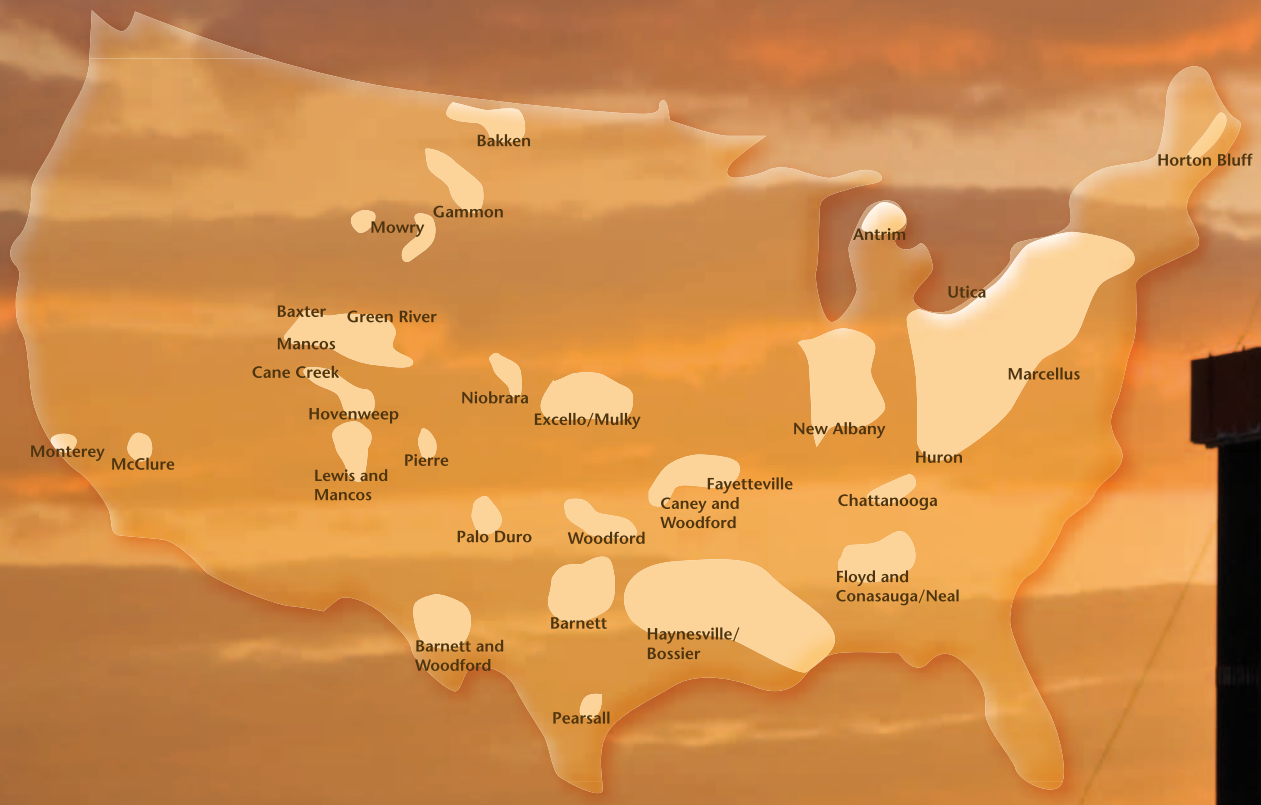 Bakken
Horton Bluff
Gammon
Mowry
Antrim
Utica
Baxter
Green River
Mancos
Cane Creek
Marcellus
Niobrara
Hovenweep
Excello/Mulky
New Albany
Monterey
McClure
Pierre
Huron
Lewis and
Mancos
Fayetteville
Caney and
Woodford
Chattanooga
Palo Duro
Woodford
Floyd and
Conasauga/Neal
Barnett
Haynesville/
Bossier
Barnett and
Woodford
Pearsall